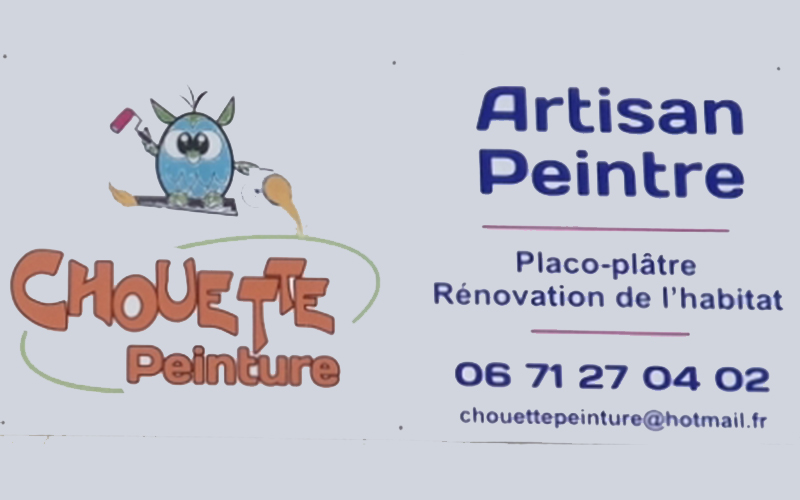 Chouette
Peinture
Artisan
Peintre
Placo-plâtre
Rénovation de l'habitat
06 71 27 04 02
chouettepeinture@hotmail.fr